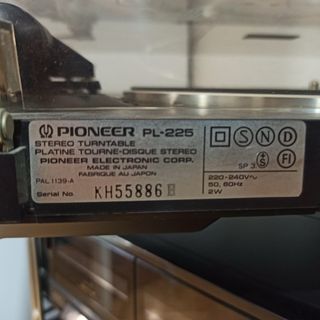 PIONEER PL-225
STEREO TURNTABLE
PLATINE TOURNE-DISQUE STEREO
PIONEER ELECTRONIC CORP.
MADE IN JAPAN
FABRIQUE AU JAPON
PAL 1139-A
Serial No. KH55886
S N D
SP 3 S FI
220-240V~
50, 60Hz
2W